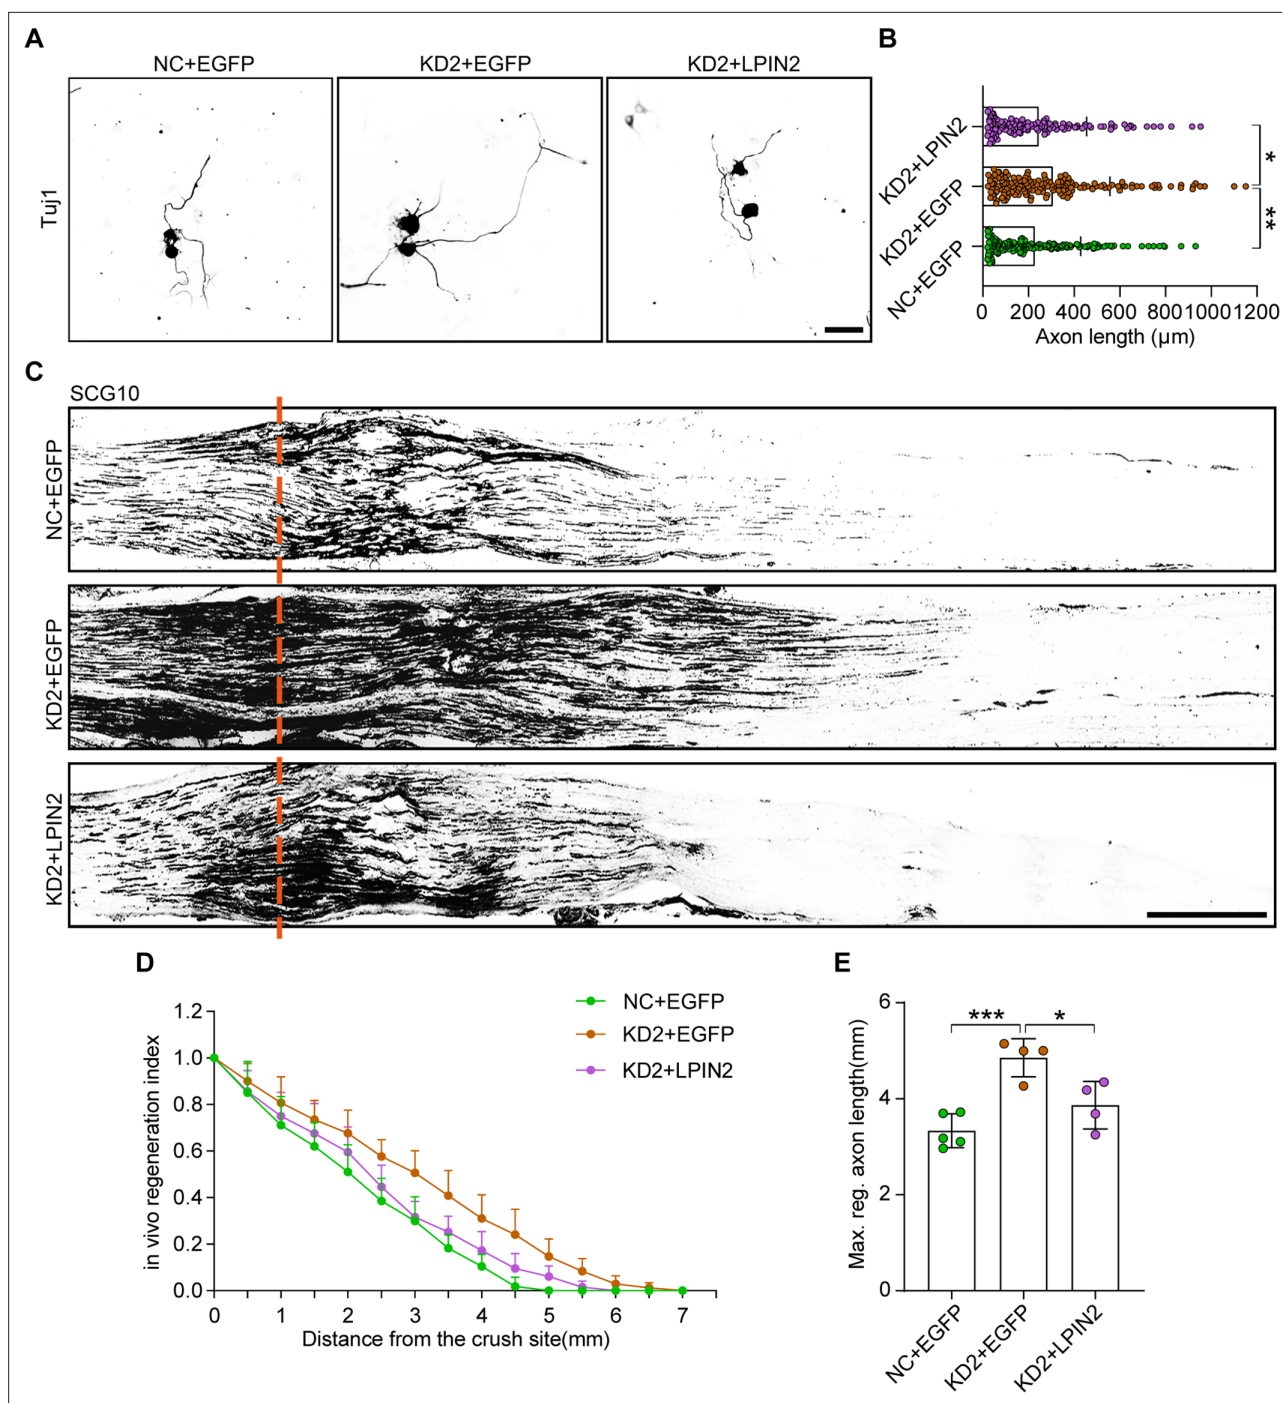 A
NC+EGFP
KD2+EGFP
KD2+LPIN2
Tuj1
B
KD2+LPIN2
KD2+EGFP
NC+EGFP
*
**
0 200 400 600 800 1000 1200
Axon length (µm)
C
SCG10
NC+EGFP
KD2+EGFP
KD2+LPIN2
D
in vivo regeneration index
1.2
1.0
0.8
0.6
0.4
0.2
0.0
0 1 2 3 4 5 6 7
Distance from the crush site(mm)
NC+EGFP
KD2+EGFP
KD2+LPIN2
E
Max. reg. axon length(mm)
6
4
2
0
*** *
NC+EGFP
KD2+EGFP
KD2+LPIN2